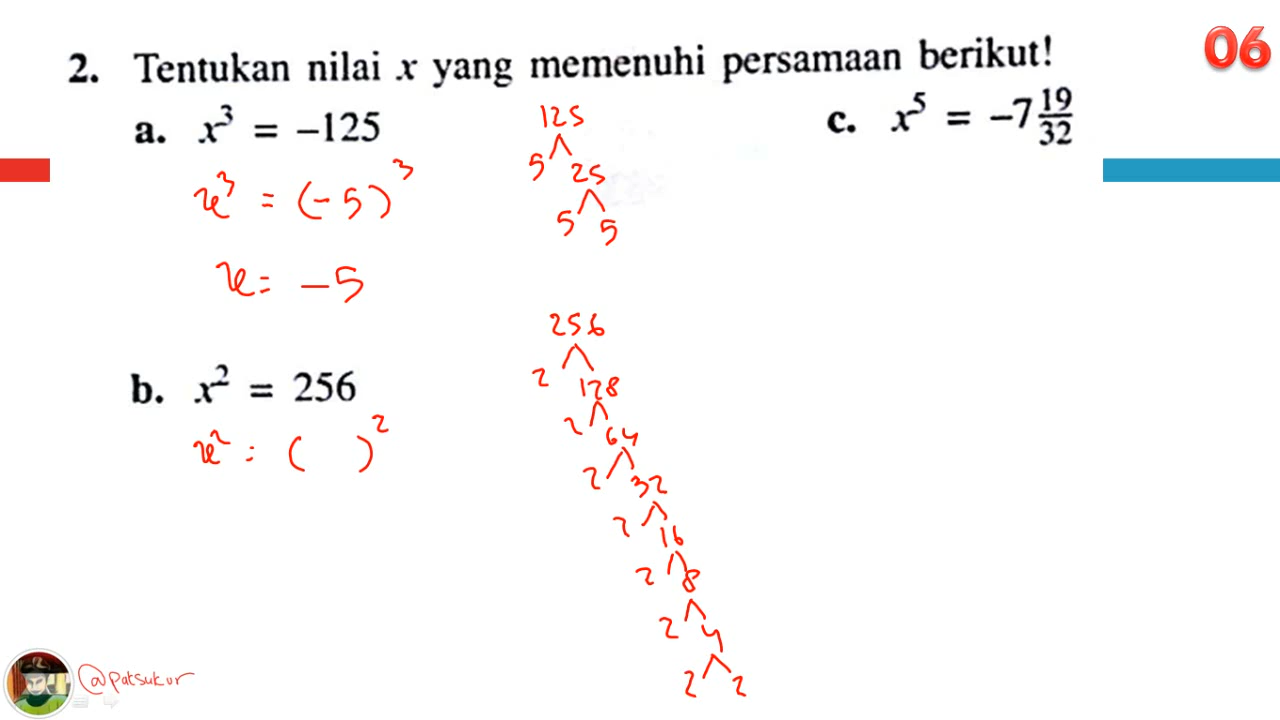 06
2. Tentukan nilai x yang memenuhi persamaan berikut!
a. x³ = –125
x³ = (-5)³
x = -5
125
5 25
5 5
b. x² = 256
x² = ( )²
256
2 128
2 64
2 32
2 16
2 8
2 4
2 2
c. x⁵ = –7 19/32
@patsukur